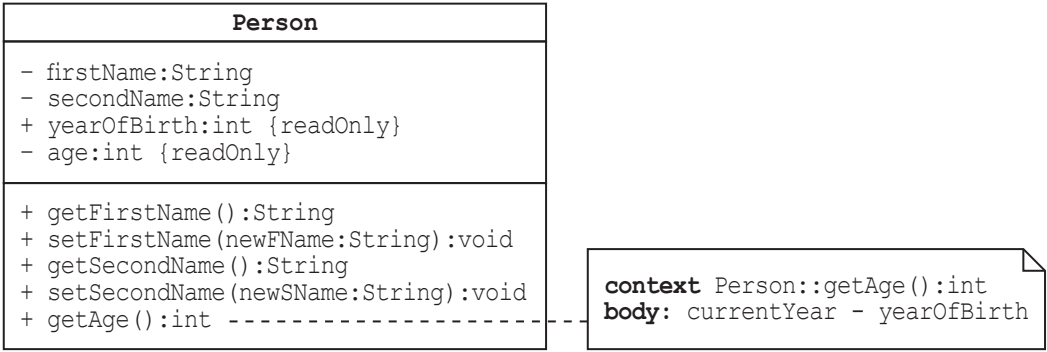 Person
- firstName:String
- secondName:String
+ yearOfBirth:int {readOnly}
- age:int {readOnly}
+ getFirstName():String
+ setFirstName(newFName:String):void
+ getSecondName():String
+ setSecondName(newSName:String):void
+ getAge():int
context Person::getAge():int
body: currentYear - yearOfBirth